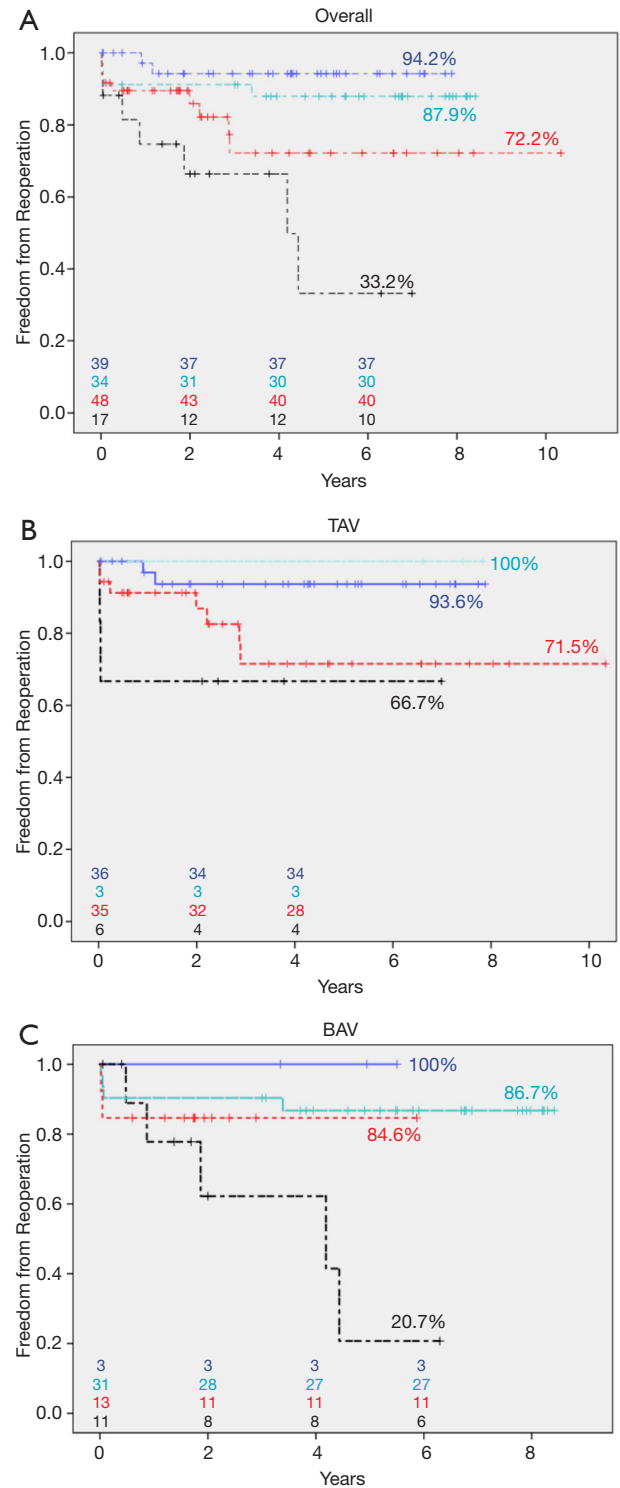 A
Overall
Freedom from Reoperation
1.0
0.8
0.6
0.4
0.2
0.0
94.2%
87.9%
72.2%
33.2%
39 37 37 37
34 31 30 30
48 43 40 40
17 12 12 10
0 2 4 6 8 10
Years
B
TAV
Freedom from Reoperation
1.0
0.8
0.6
0.4
0.2
0.0
100%
93.6%
71.5%
66.7%
36 34 34
3 3 3
35 32 28
6 4 4
0 2 4 6 8 10
Years
C
BAV
Freedom from Reoperation
1.0
0.8
0.6
0.4
0.2
0.0
100%
86.7%
84.6%
20.7%
3 3 3 3
31 28 27 27
13 11 11 11
11 8 8 6
0 2 4 6 8
Years